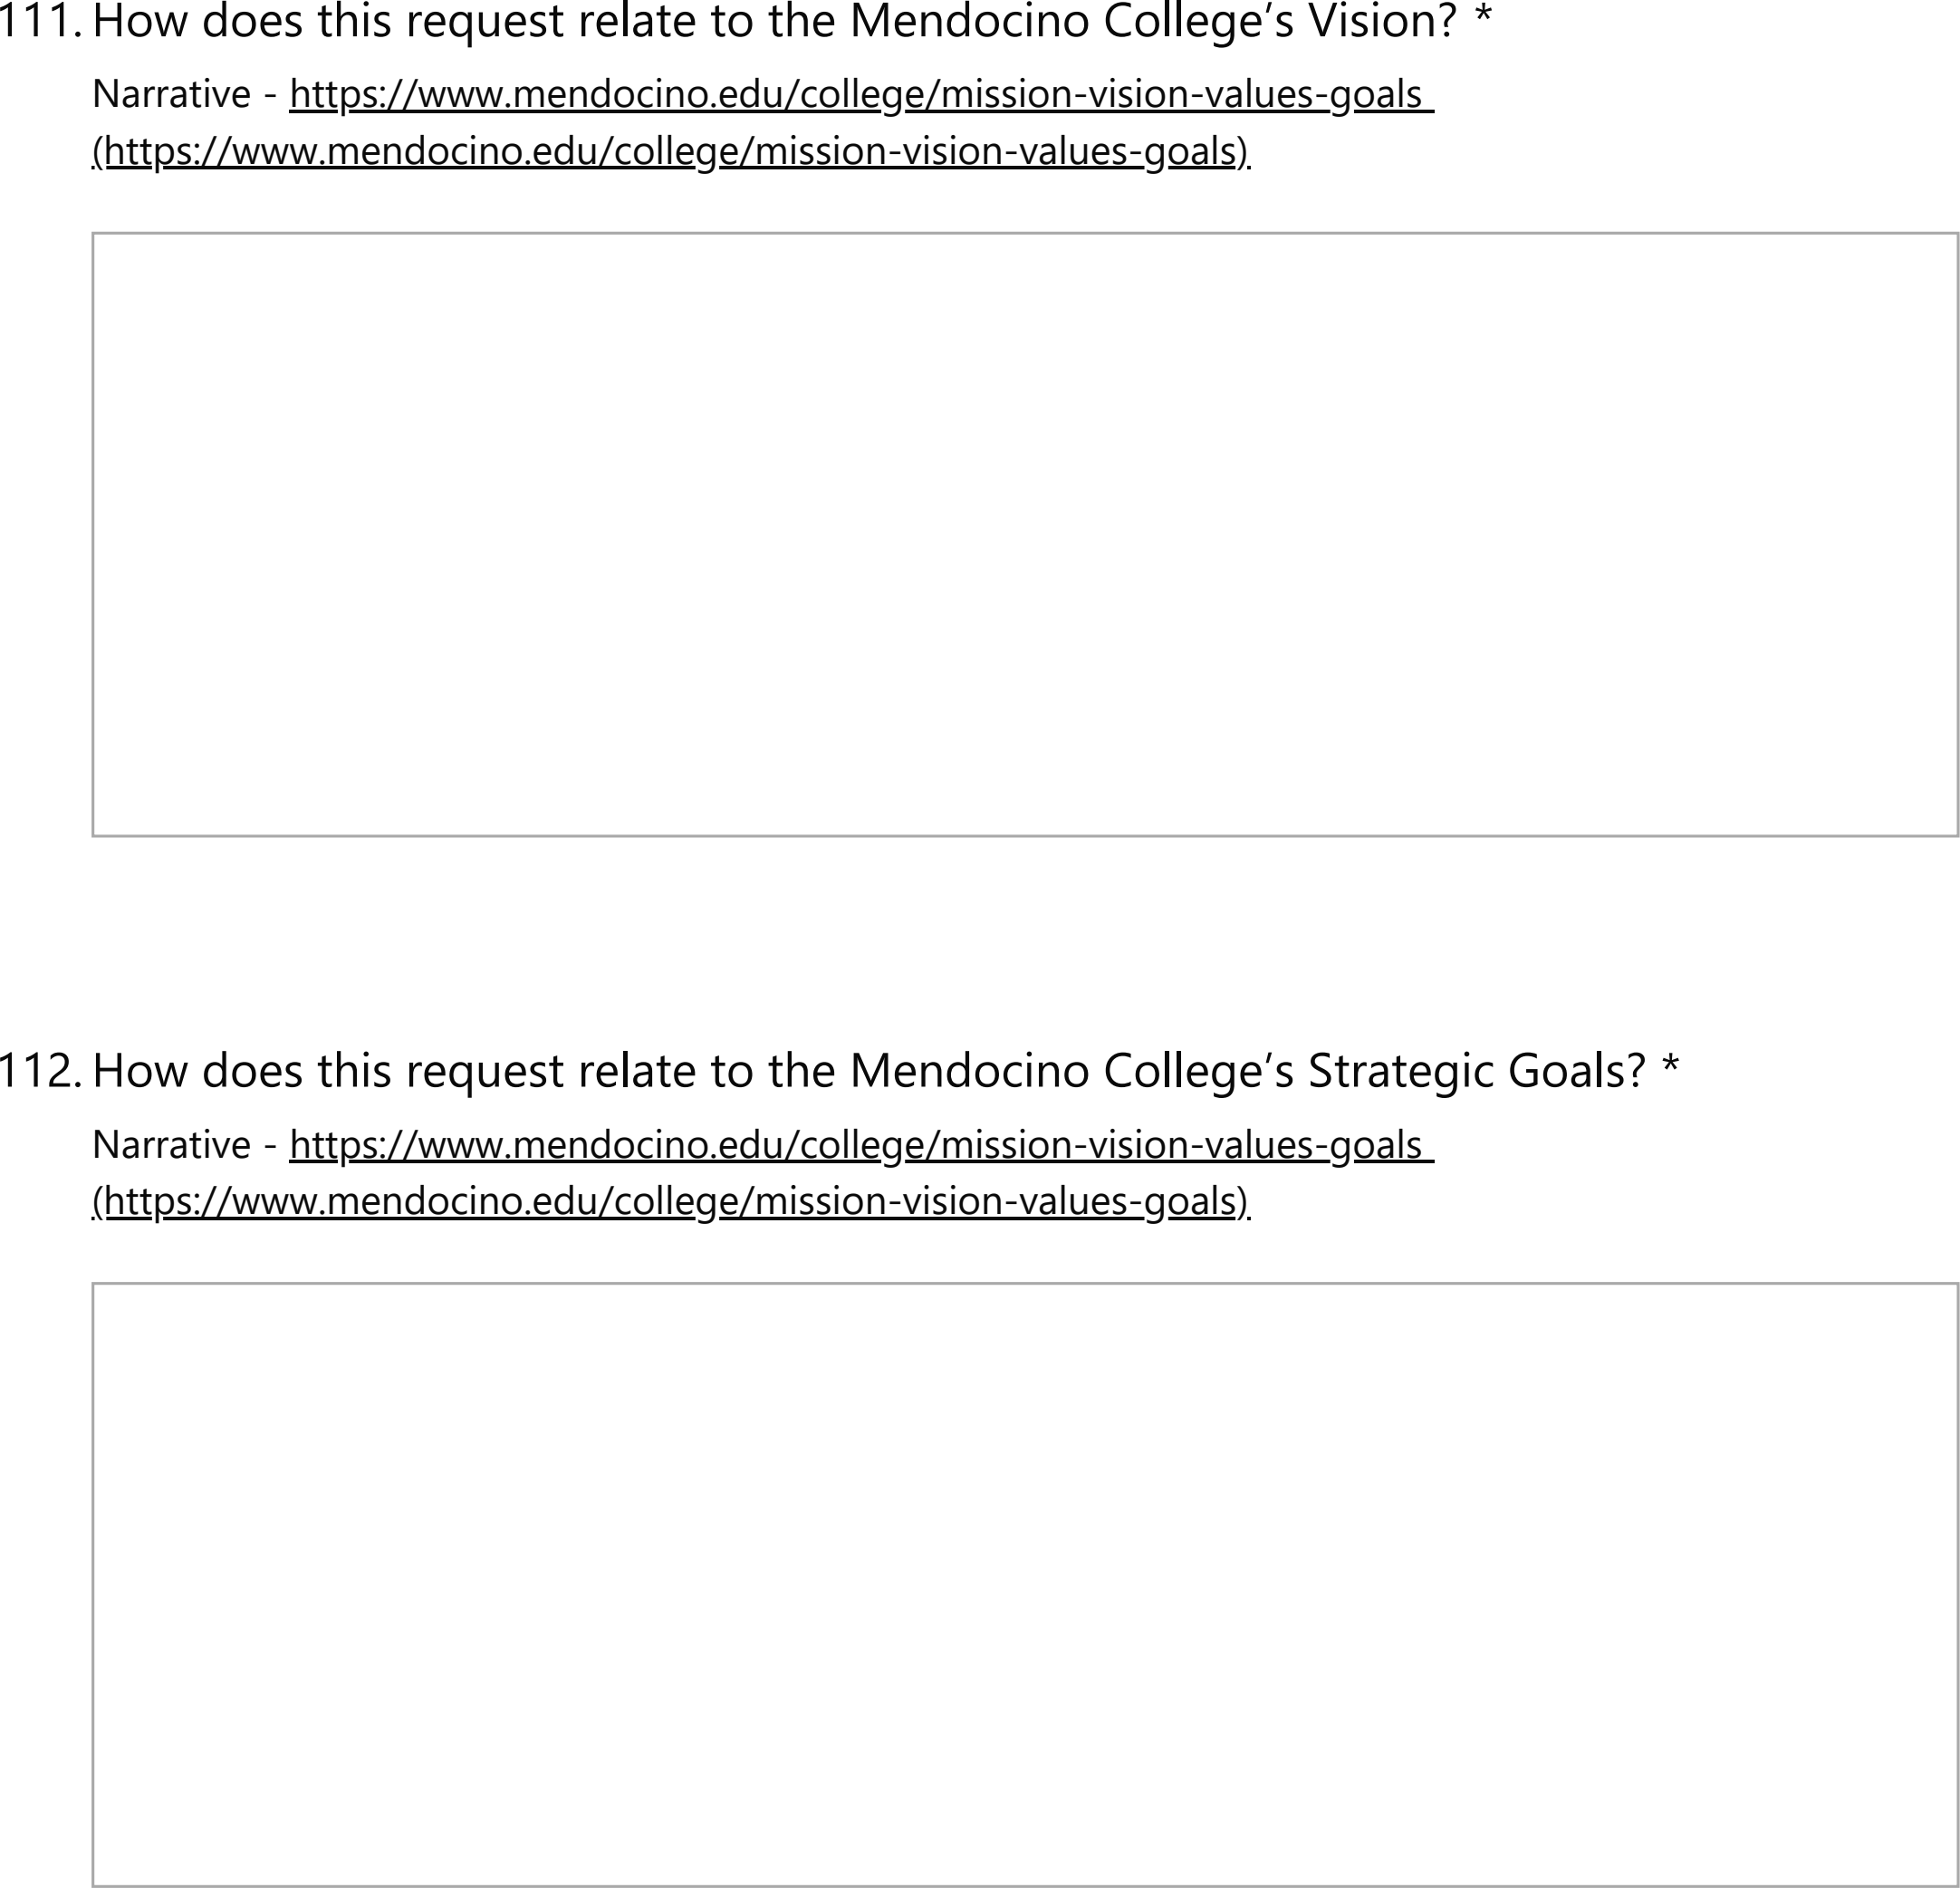 111. How does this request relate to the Mendocino College’s Vision? *
Narrative - https://www.mendocino.edu/college/mission-vision-values-goals
(https://www.mendocino.edu/college/mission-vision-values-goals)
112. How does this request relate to the Mendocino College’s Strategic Goals? *
Narrative - https://www.mendocino.edu/college/mission-vision-values-goals
(https://www.mendocino.edu/college/mission-vision-values-goals)